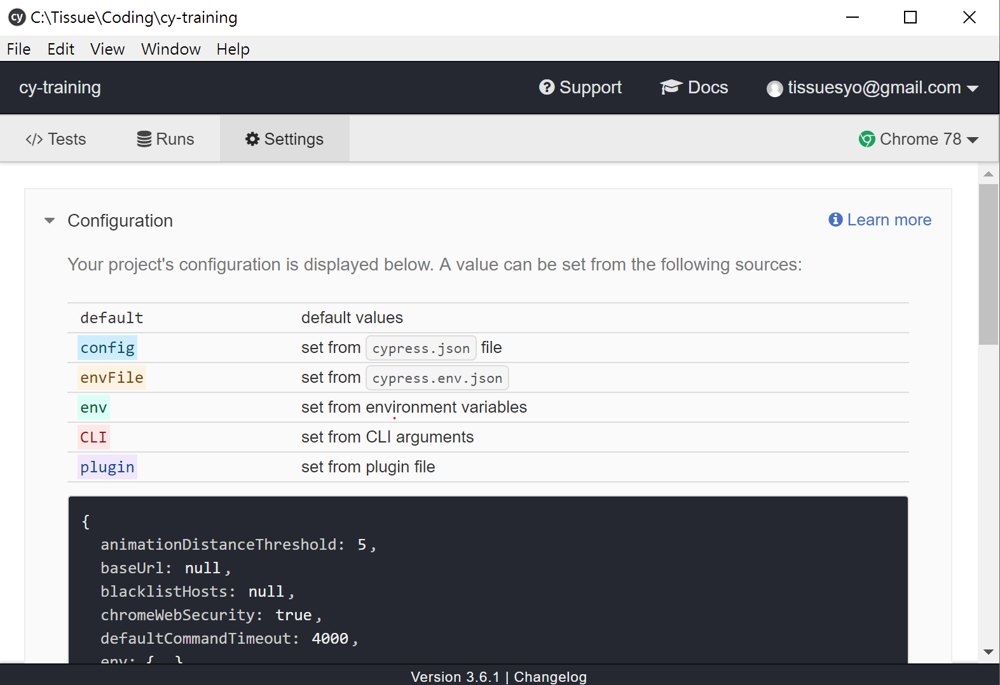 cy C:\Tissue\Coding\cy-training
File Edit View Window Help
cy-training Support Docs tissuesyo@gmail.com
</> Tests Runs Settings Chrome 78
Configuration Learn more
Your project's configuration is displayed below. A value can be set from the following sources:
default default values
config set from cypress.json file
envFile set from cypress.env.json
env set from environment variables
CLI set from CLI arguments
plugin set from plugin file
{
animationDistanceThreshold: 5,
baseUrl: null,
blacklistHosts: null,
chromeWebSecurity: true,
defaultCommandTimeout: 4000,
env: { }
Version 3.6.1 | Changelog